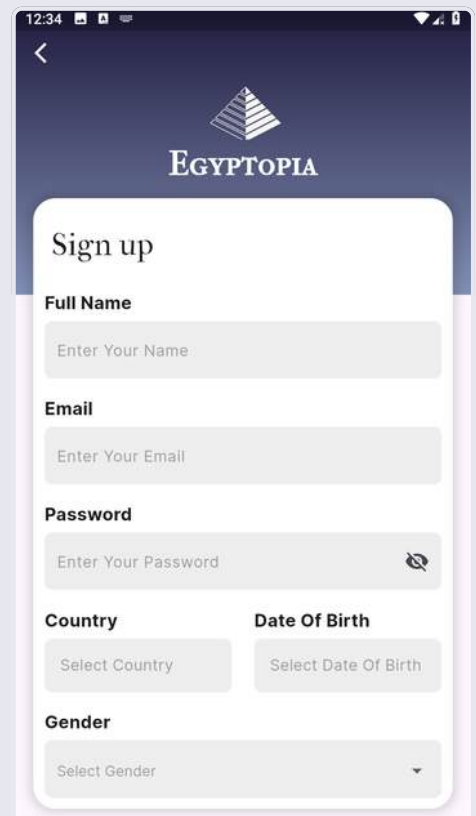 12:34
EGYPTOPIA
Sign up
Full Name
Enter Your Name
Email
Enter Your Email
Password
Enter Your Password
Country Date Of Birth
Select Country Select Date Of Birth
Gender
Select Gender